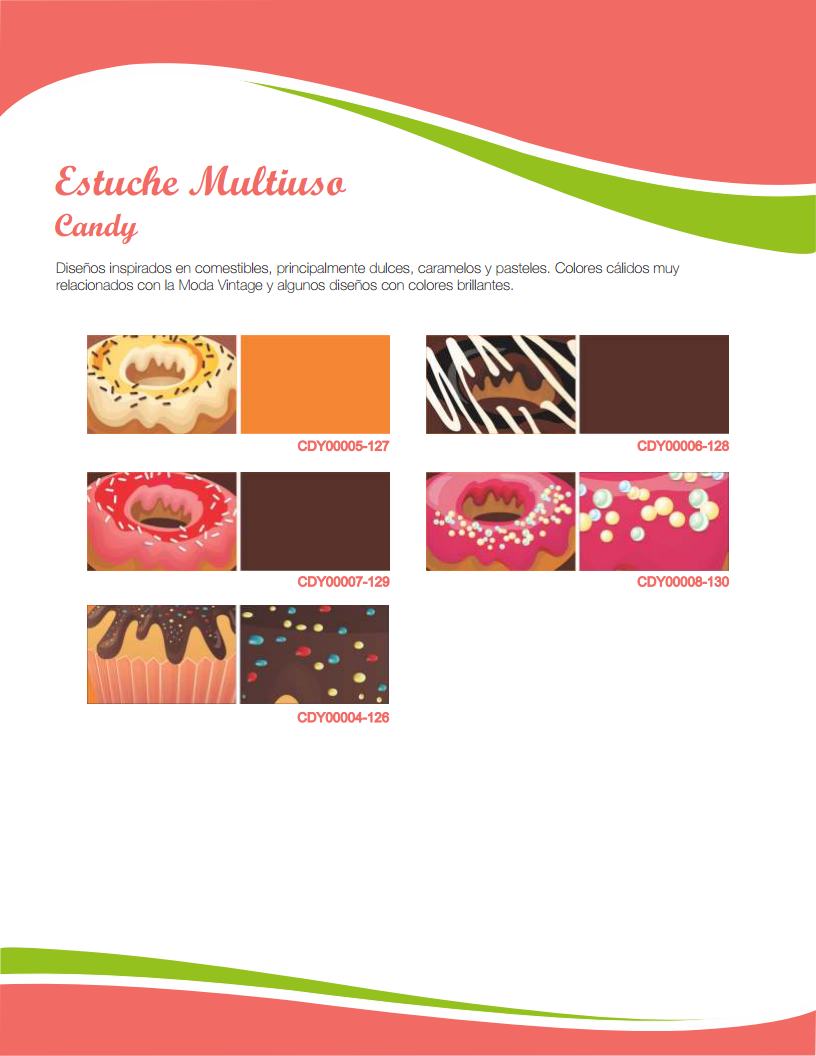 Estuche Multiuso
Candy
Diseños inspirados en comestibles, principalmente dulces, caramelos y pasteles. Colores cálidos muy
relacionados con la Moda Vintage y algunos diseños con colores brillantes.
CDY00005-127
CDY00006-128
CDY00007-129
CDY00008-130
CDY00004-126